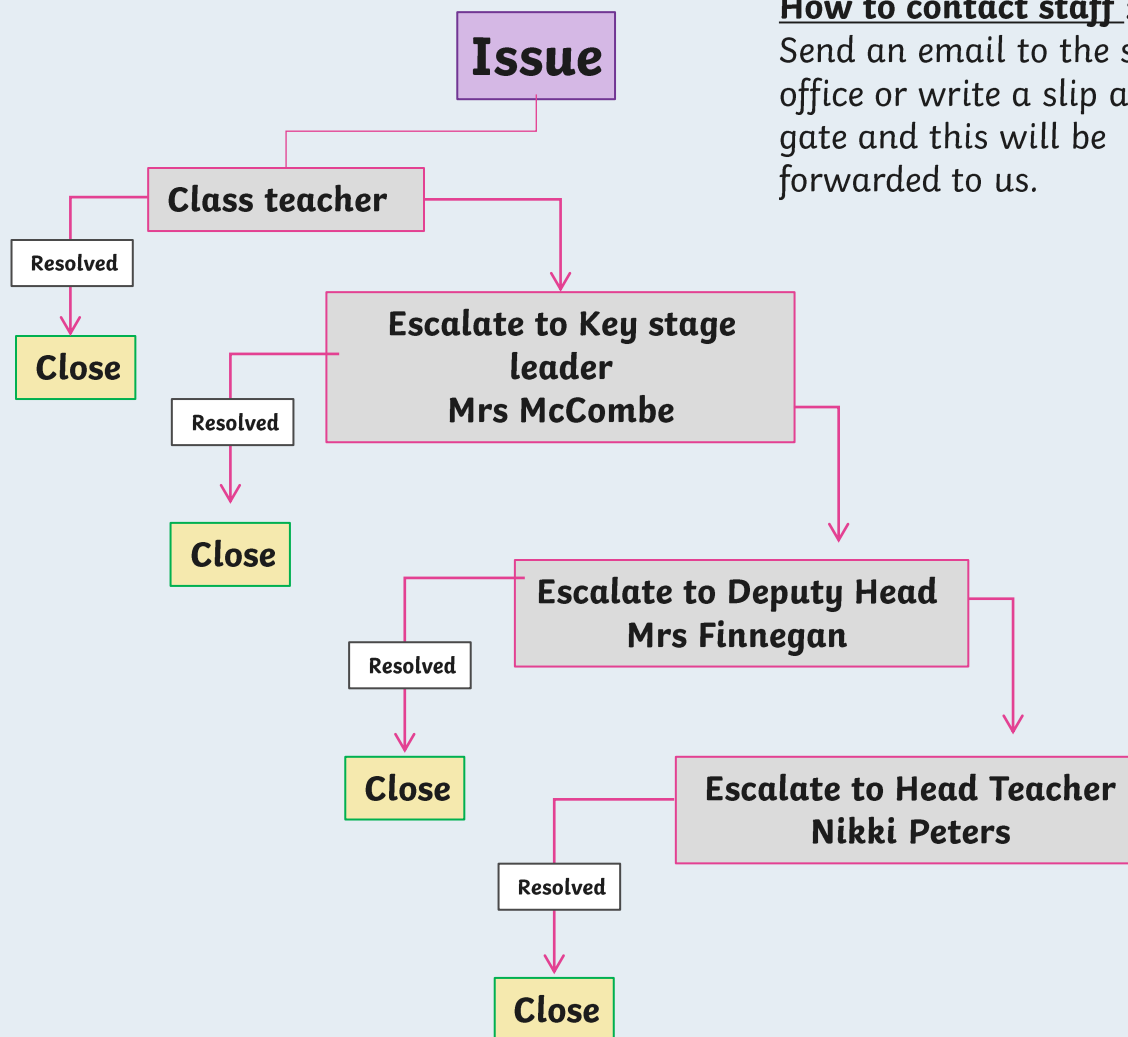 Issue
How to contact staff :
Send an email to the
office or write a slip
gate and this will be
forwarded to us.
Class teacher
Resolved
Close
Escalate to Key stage
leader
Mrs McCombe
Resolved
Close
Escalate to Deputy Head
Mrs Finnegan
Resolved
Close
Escalate to Head Teacher
Nikki Peters
Resolved
Close